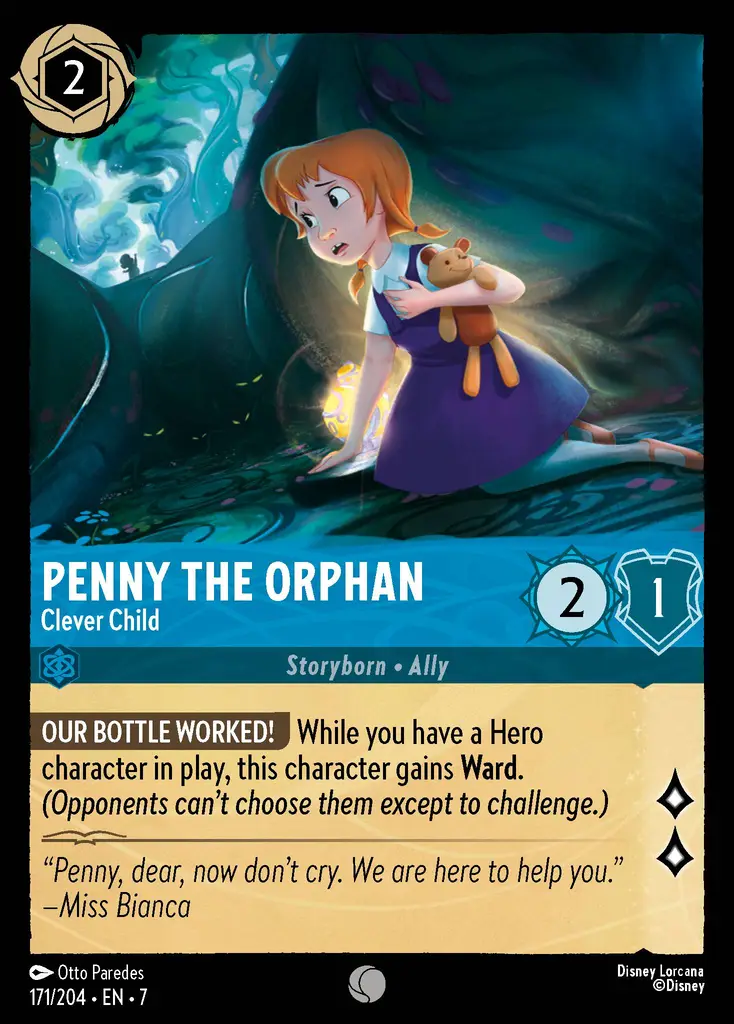 2
PENNY THE ORPHAN
Clever Child
2
1
Storyborn • Ally
OUR BOTTLE WORKED! While you have a Hero
character in play, this character gains Ward.
(Opponents can’t choose them except to challenge.)
“Penny, dear, now don’t cry. We are here to help you.”
–Miss Bianca
Otto Paredes
Disney Lorcana
171/204 • EN • 7
©Disney